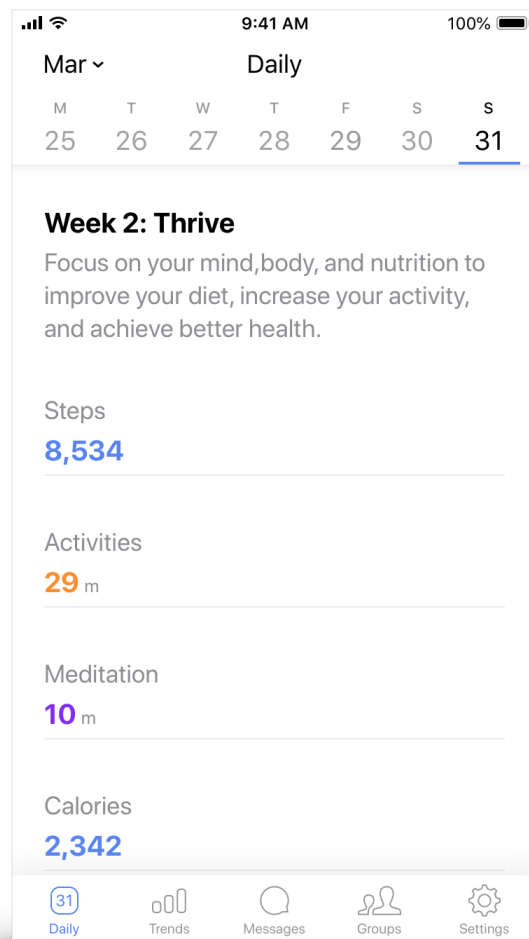 9:41 AM 100%
Mar Daily
M T W T F S S
25 26 27 28 29 30 31
Week 2: Thrive
Focus on your mind,body, and nutrition to
improve your diet, increase your activity,
and achieve better health.
Steps
8,534
Activities
29 m
Meditation
10 m
Calories
2,342
31
Daily Trends Messages Groups Settings